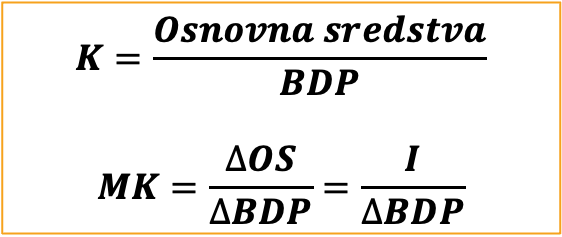 K = Osnovna sredstva / BDP
MK = ΔOS / ΔBDP = I / ΔBDP